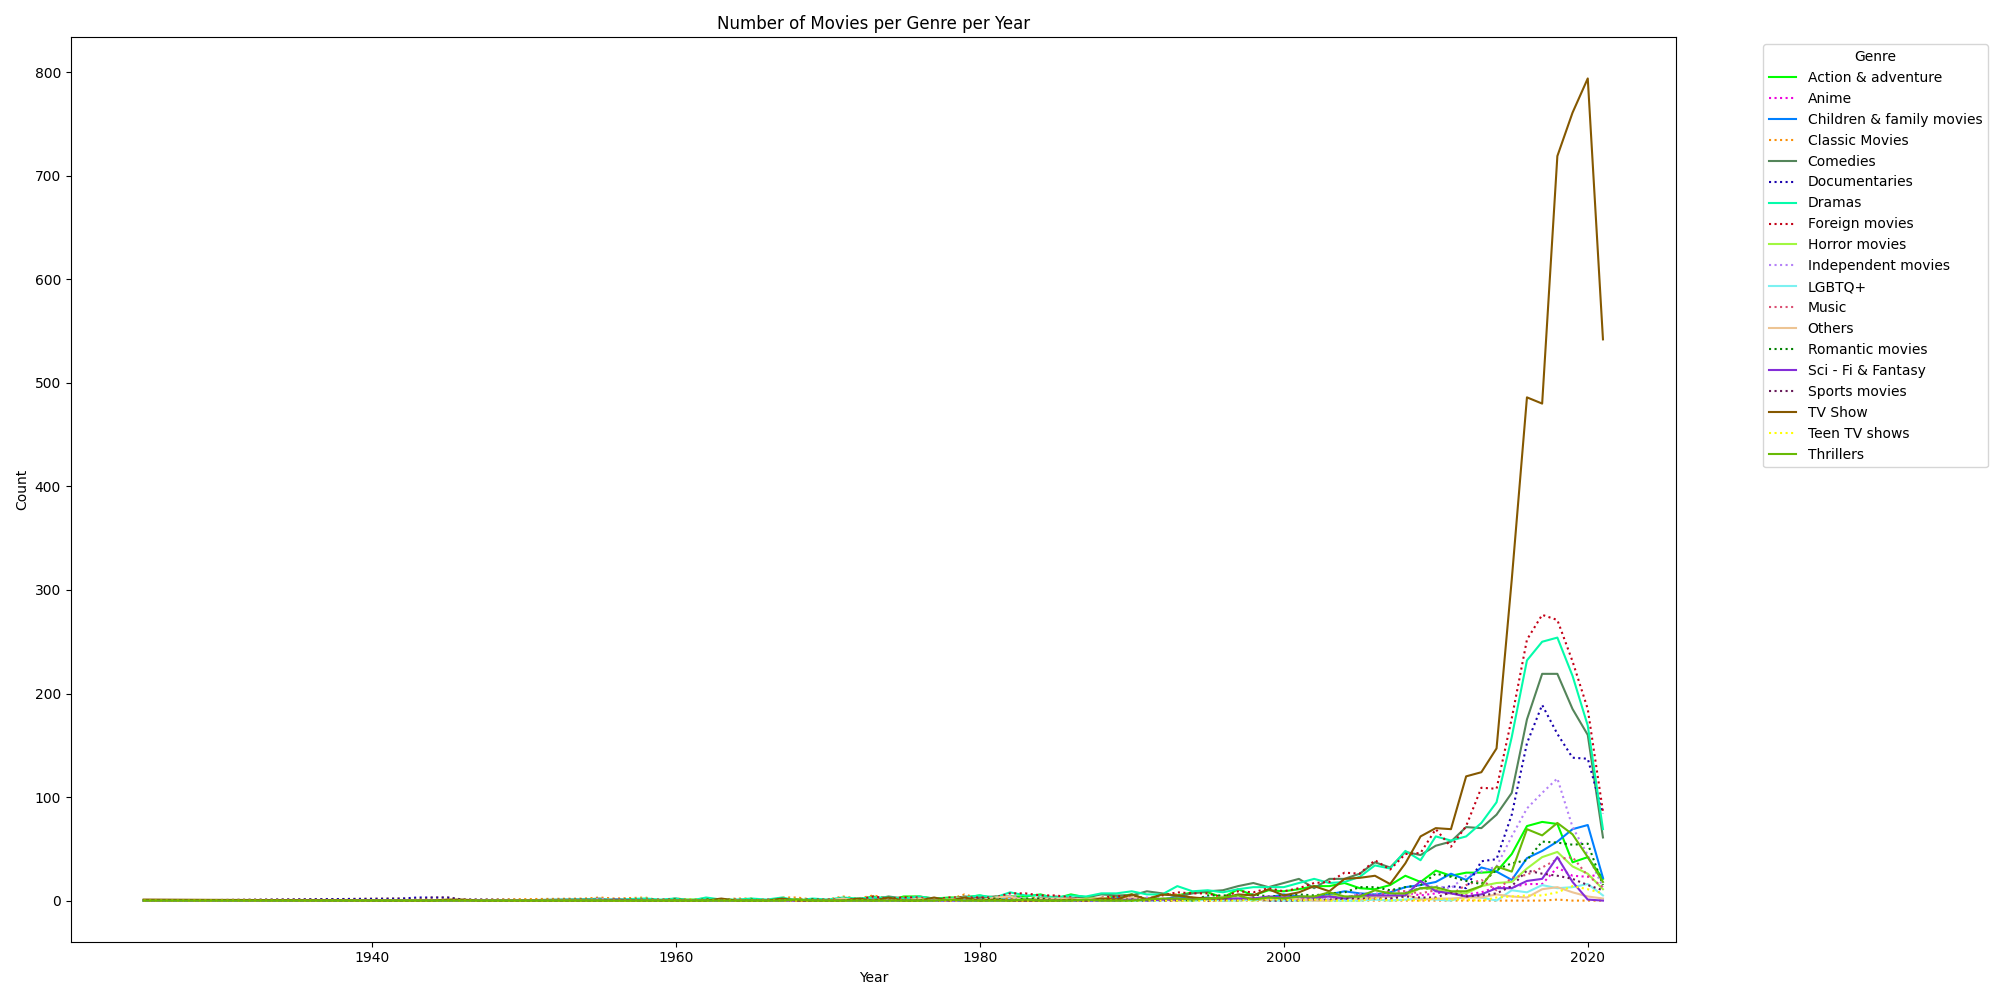 Number of Movies per Genre per Year
800
700
600
500
400
300
200
100
0
Count
1940
1960
1980
2000
2020
Year
Genre
Action & adventure
Anime
Children & family movies
Classic Movies
Comedies
Documentaries
Dramas
Foreign movies
Horror movies
Independent movies
LGBTQ+
Music
Others
Romantic movies
Sci - Fi & Fantasy
Sports movies
TV Show
Teen TV shows
Thrillers